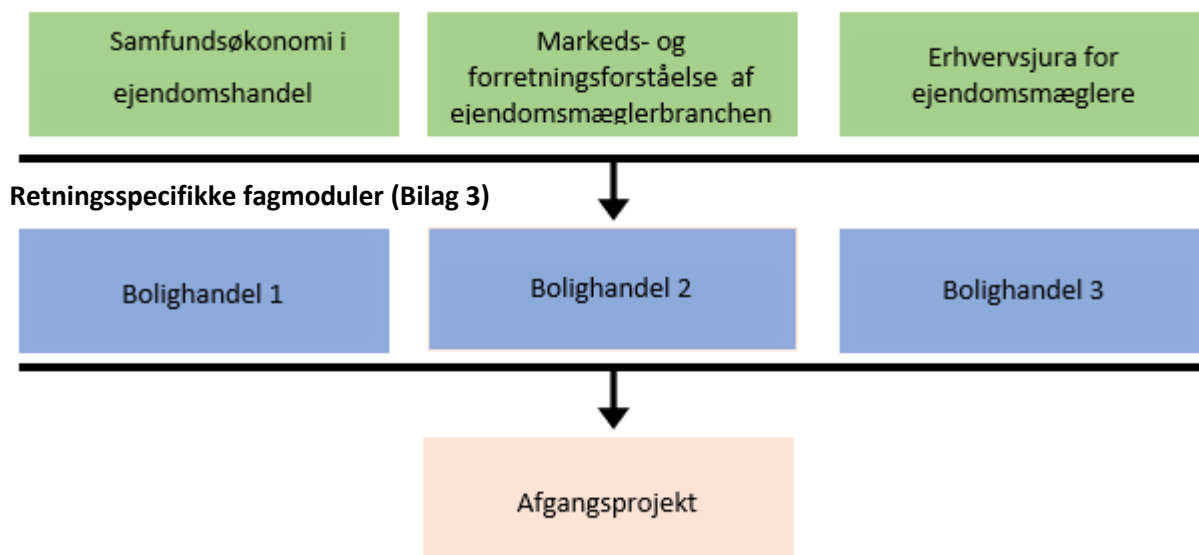 Samfundsøkonomi i
ejendomshandel
Markeds- og
forretningsforståelse af
ejendomsmæglerbranchen
Erhvervsjura for
ejendomsmæglere
Retningsspecifikke fagmoduler (Bilag 3)
Bolighandel 1
Bolighandel 2
Bolighandel 3
Afgangsprojekt